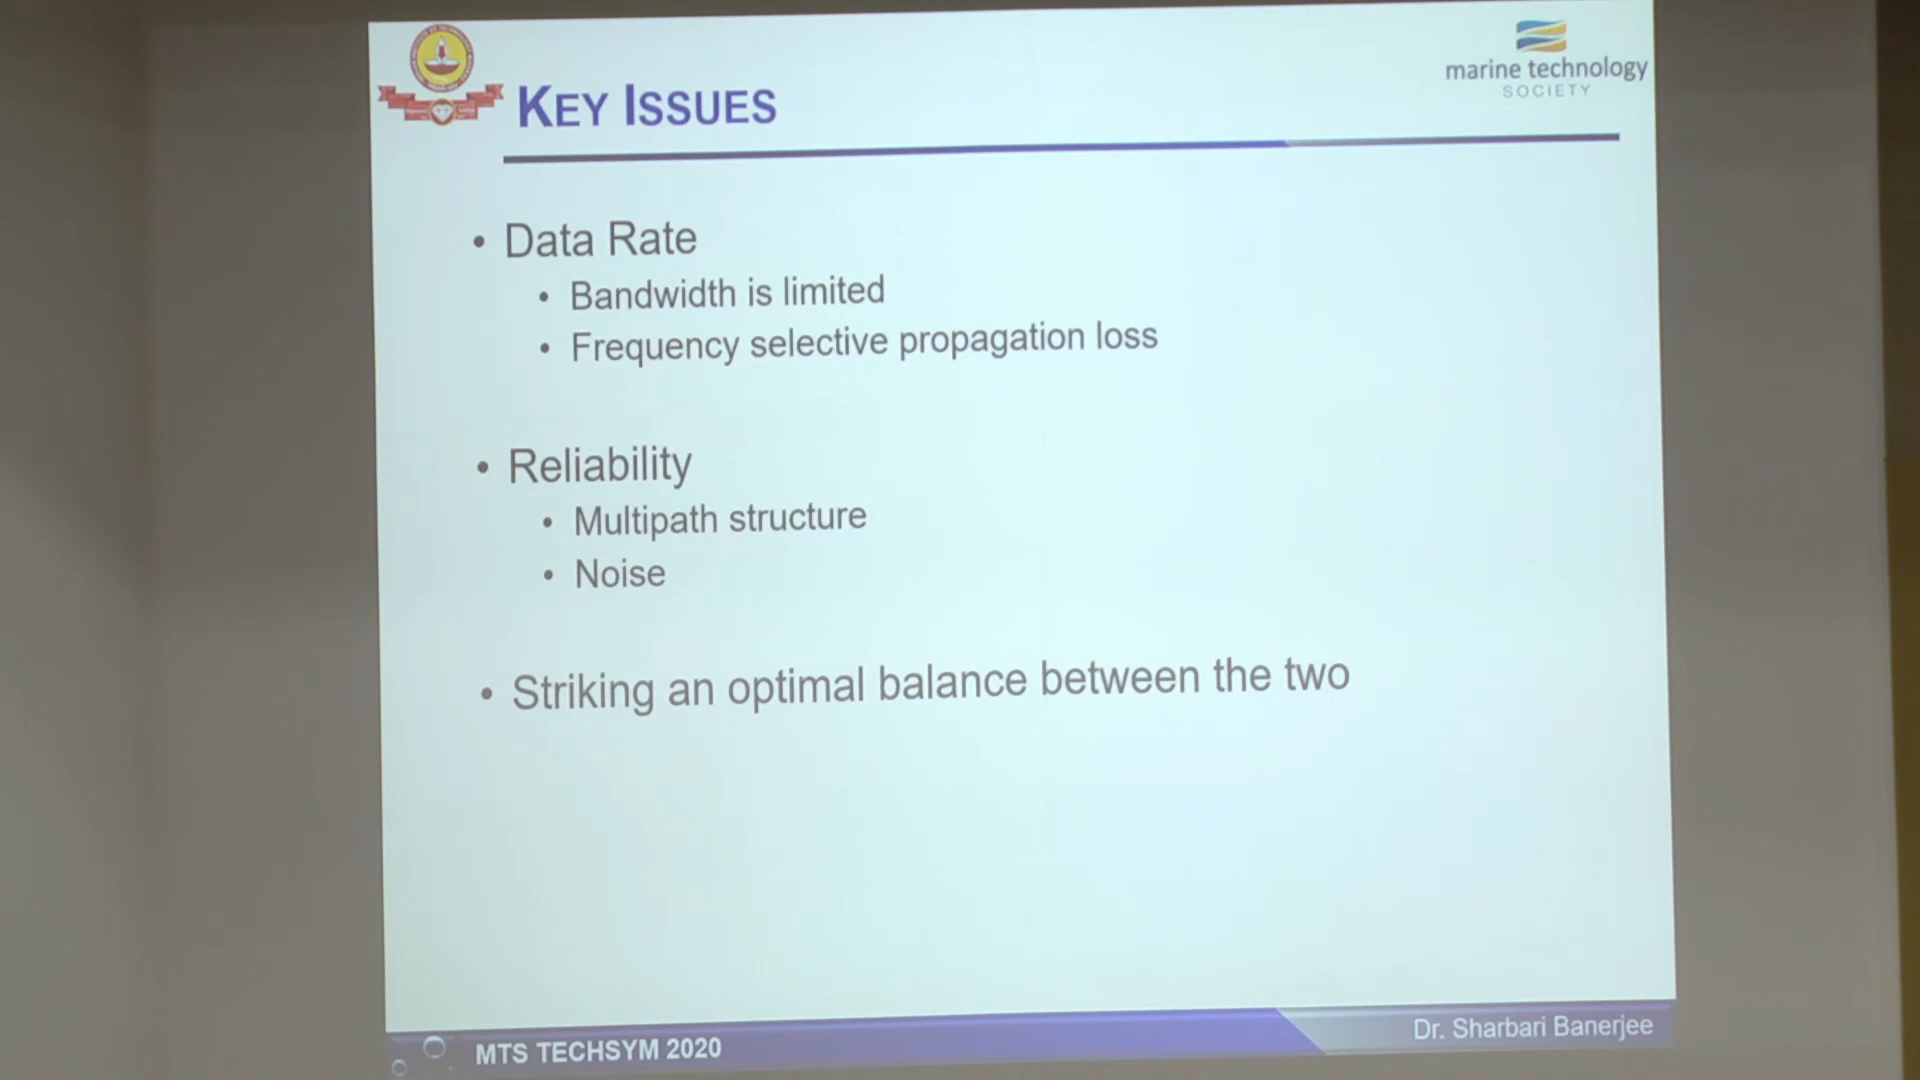 marine technology
SOCIETY
KEY ISSUES
• Data Rate
• Bandwidth is limited
• Frequency selective propagation loss
• Reliability
• Multipath structure
• Noise
• Striking an optimal balance between the two
MTS TECHSYM 2020
Dr. Sharbari Banerjee